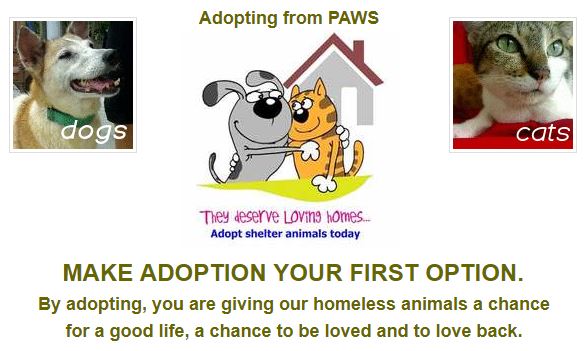 Adopting from PAWS
dogs
cats
They deserve Loving homes...
Adopt shelter animals today
MAKE ADOPTION YOUR FIRST OPTION.
By adopting, you are giving our homeless animals a chance
for a good life, a chance to be loved and to love back.